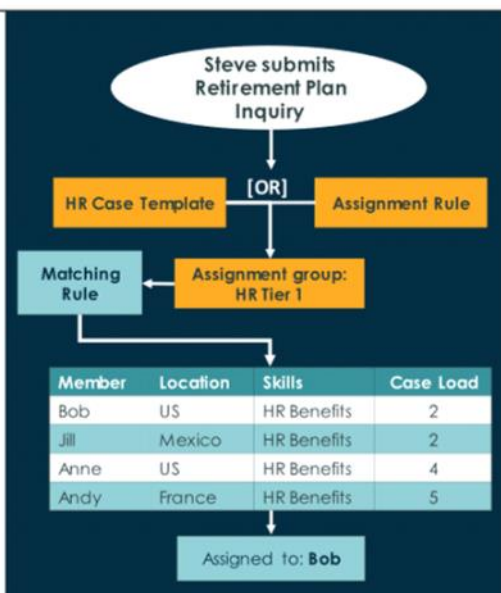 Steve submits
Retirement Plan
Inquiry
[OR]
HR Case Template
Assignment Rule
Matching
Rule
Assignment group:
HR Tier 1
Member Location Skills Case Load
Bob US HR Benefits 2
Jill Mexico HR Benefits 2
Anne US HR Benefits 4
Andy France HR Benefits 5
Assigned to: Bob